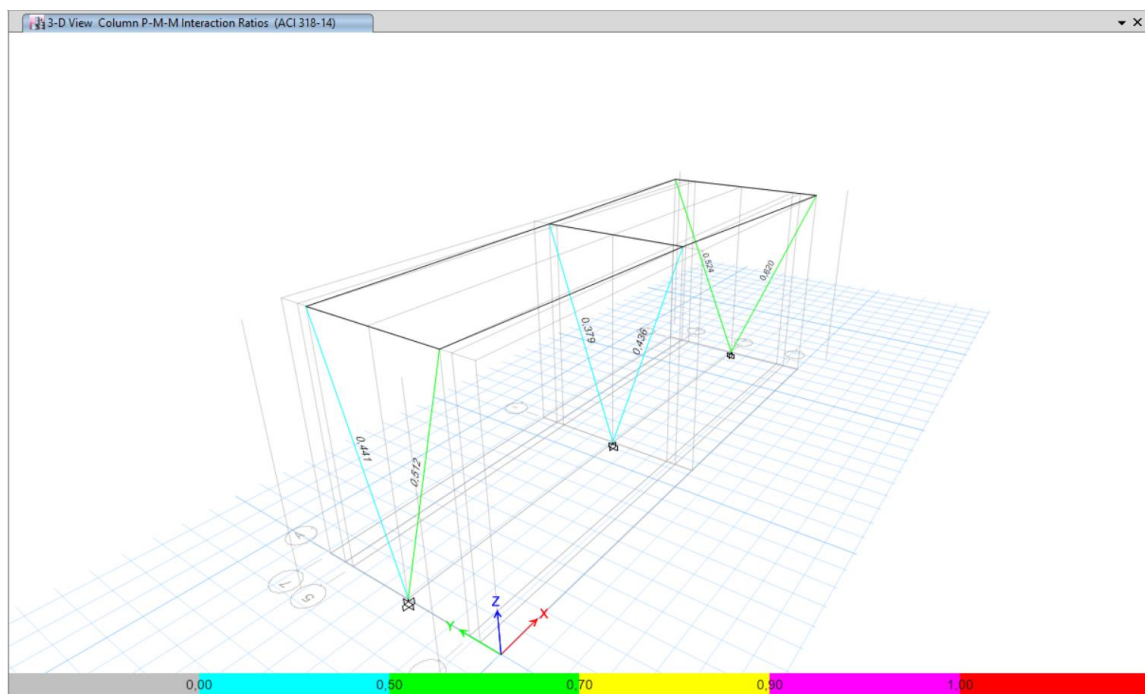 3-D View Column P-M-M Interaction Ratios (ACI 318-14)
0,524
0,620
0,379
0,436
0,441
0,512
Z
X
Y
0,00 0,50 0,70 0,90 1,00